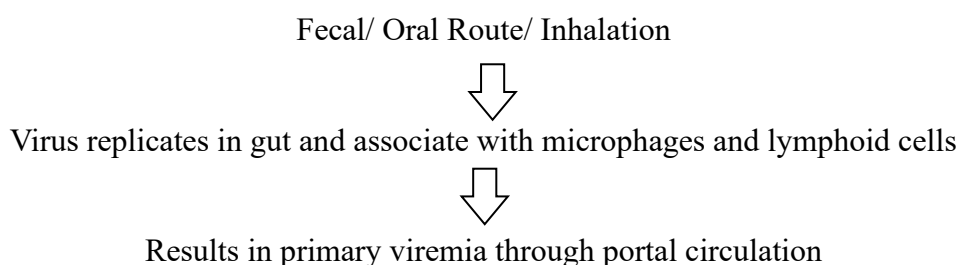 Fecal/ Oral Route/ Inhalation
Virus replicates in gut and associate with microphages and lymphoid cells
Results in primary viremia through portal circulation